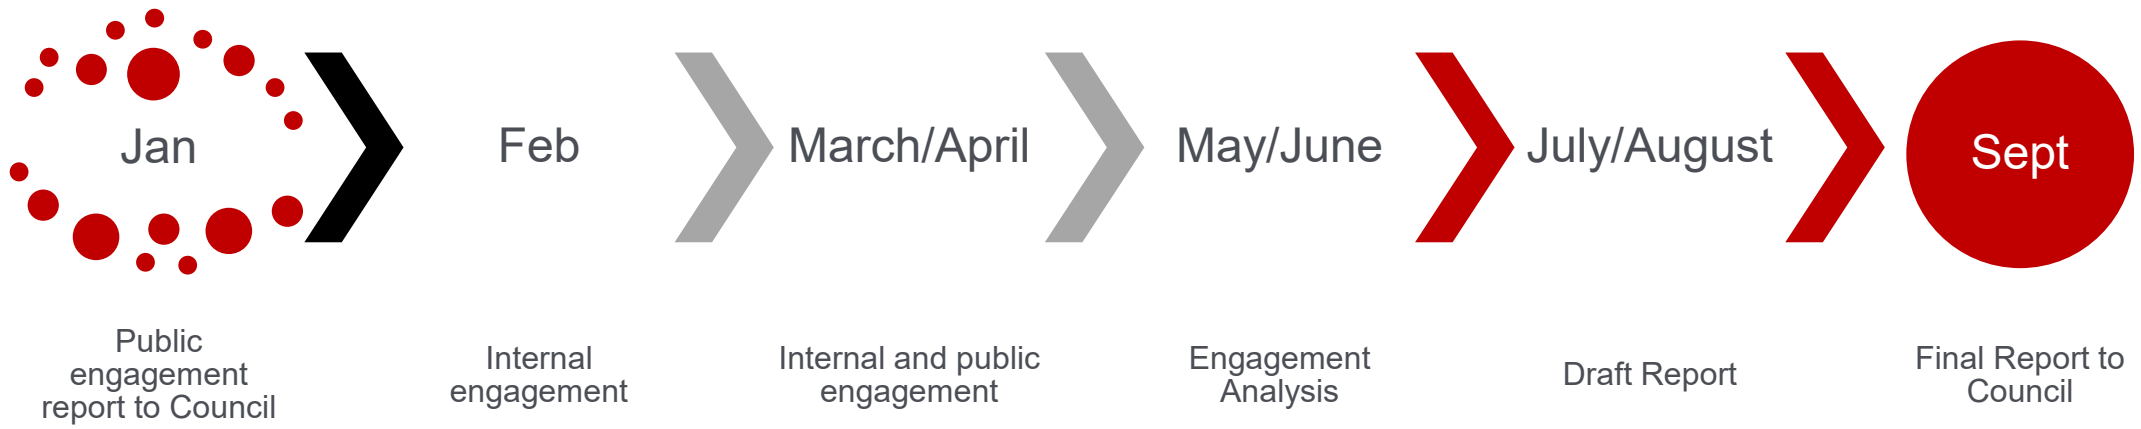 Jan
Feb
March/April
May/June
July/August
Sept
Public
engagement
report to Council
Internal
engagement
Internal and public
engagement
Engagement
Analysis
Draft Report
Final Report to
Council